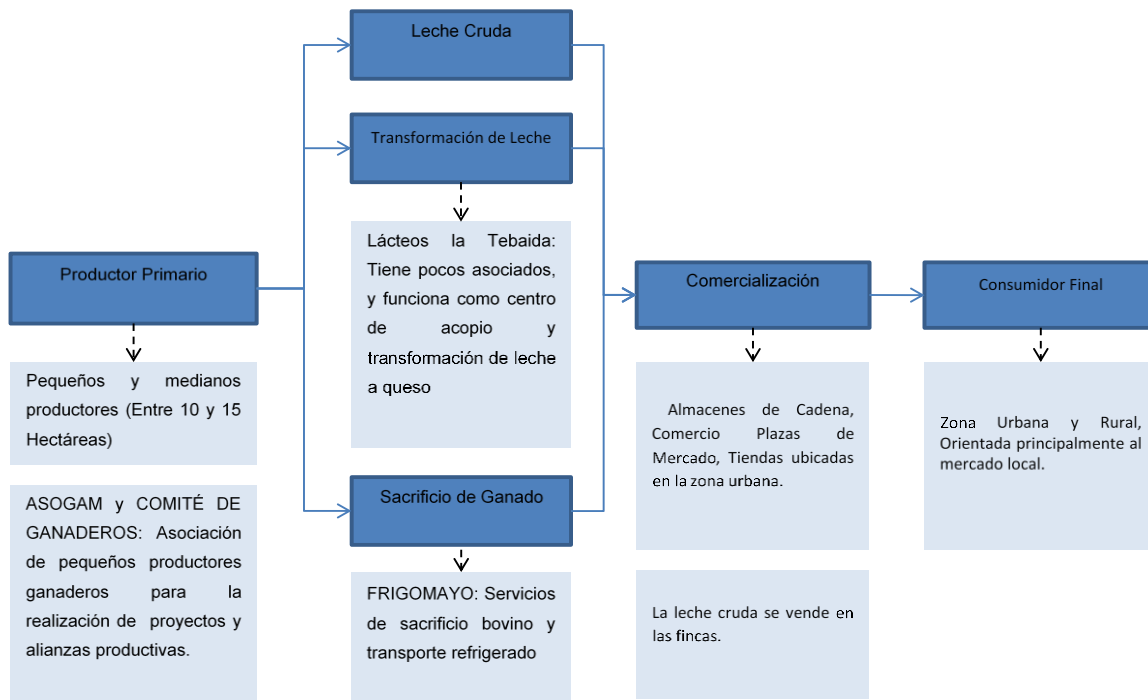 Leche Cruda
Transformación de Leche
Lácteos la Tebaida:
Tiene pocos asociados,
y funciona como centro
de acopio y
transformación de leche
a queso
Productor Primario
Pequeños y medianos
productores (Entre 10 y 15
Hectáreas)
ASOGAM y COMITÉ DE
GANADEROS: Asociación
de pequeños productores
ganaderos para la
realización de proyectos y
alianzas productivas.
Sacrificio de Ganado
FRIGOMAYO: Servicios
de sacrificio bovino y
transporte refrigerado
Comercialización
Almacenes de Cadena,
Comercio Plazas de
Mercado, Tiendas ubicadas
en la zona urbana.
La leche cruda se vende en
las fincas.
Consumidor Final
Zona Urbana y Rural,
Orientada principalmente al
mercado local.